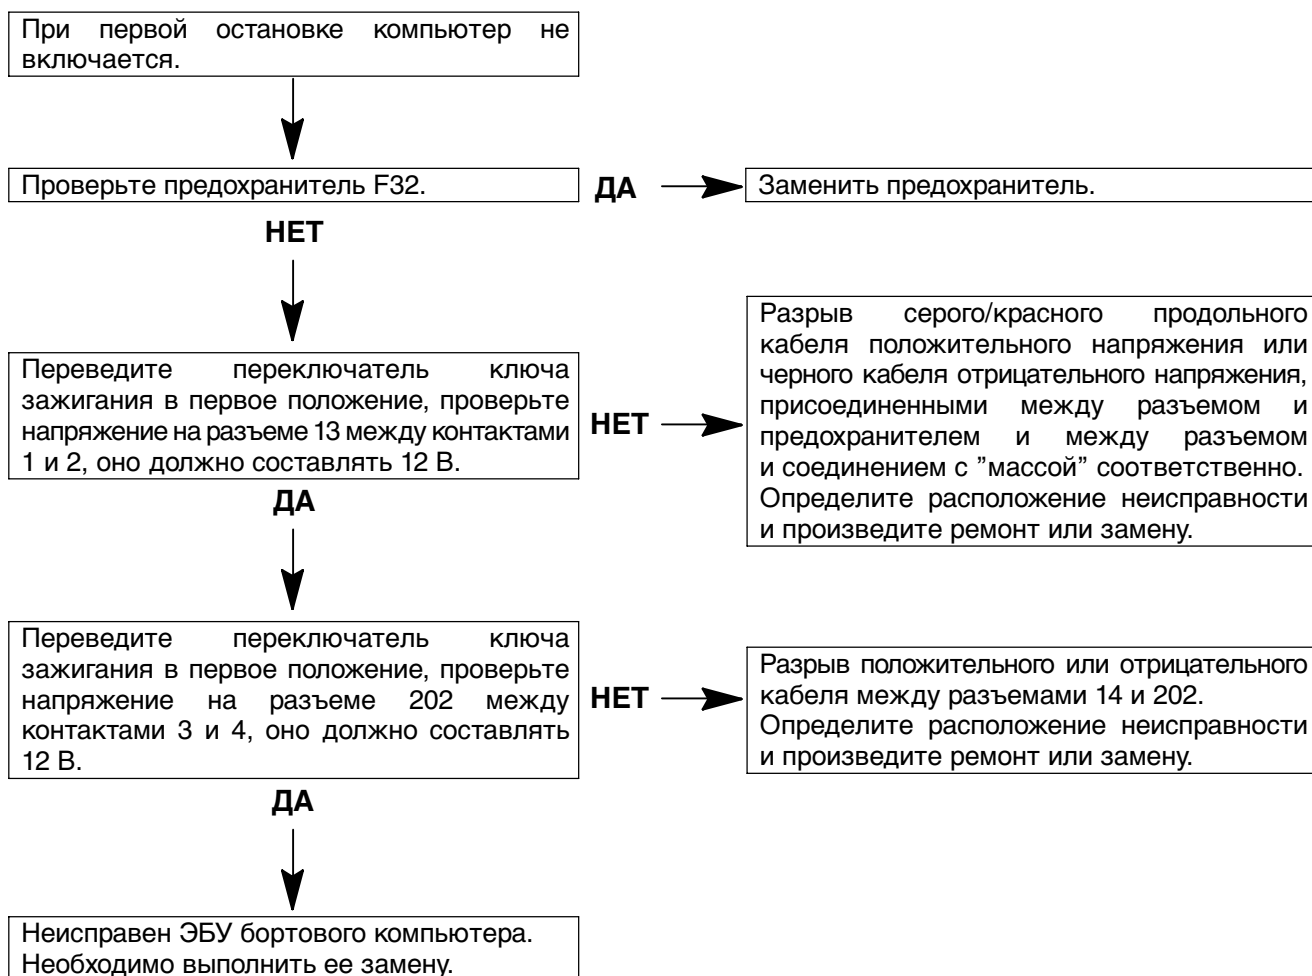 При первой остановке компьютер не
включается.
Проверьте предохранитель F32.
ДА
Заменить предохранитель.
НЕТ
Переведите переключатель ключа
зажигания в первое положение, проверьте
напряжение на разъеме 13 между контактами
1 и 2, оно должно составлять 12 В.
НЕТ
Разрыв серого/красного продольного
кабеля положительного напряжения или
черного кабеля отрицательного напряжения,
присоединенными между разъемом и
предохранителем и между разъемом
и соединением с ”массой” соответственно.
Определите расположение неисправности
и произведите ремонт или замену.
ДА
Переведите переключатель ключа
зажигания в первое положение, проверьте
напряжение на разъеме 202 между
контактами 3 и 4, оно должно составлять
12 В.
НЕТ
Разрыв положительного или отрицательного
кабеля между разъемами 14 и 202.
Определите расположение неисправности
и произведите ремонт или замену.
ДА
Неисправен ЭБУ бортового компьютера.
Необходимо выполнить ее замену.